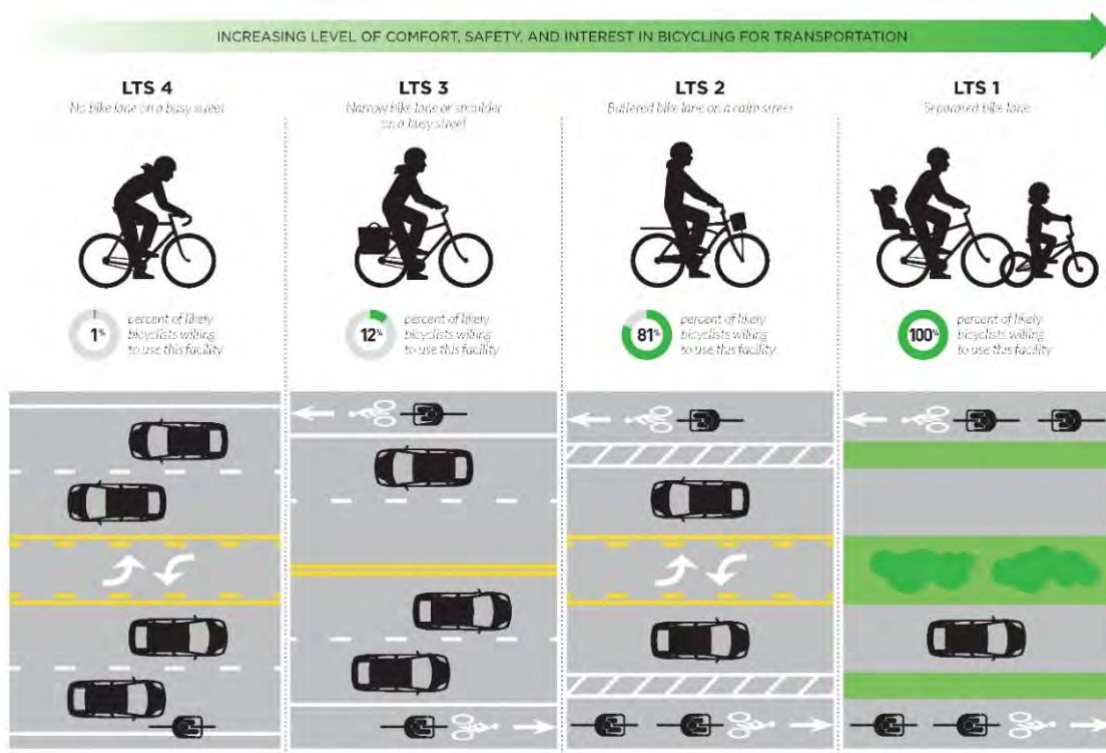 INCREASING LEVEL OF COMFORT, SAFETY, AND INTEREST IN BICYCLING FOR TRANSPORTATION
LTS 4
No bike lane on a busy street
1%
percent of likely
bicyclists willing
to use this facility
LTS 3
Narrow bike lane or shoulder
on a busy street
12%
percent of likely
bicyclists willing
to use this facility
LTS 2
Buffered bike lane on a calm street
81%
percent of likely
bicyclists willing
to use this facility
LTS 1
Separated bike lane
100%
percent of likely
bicyclists willing
to use this facility